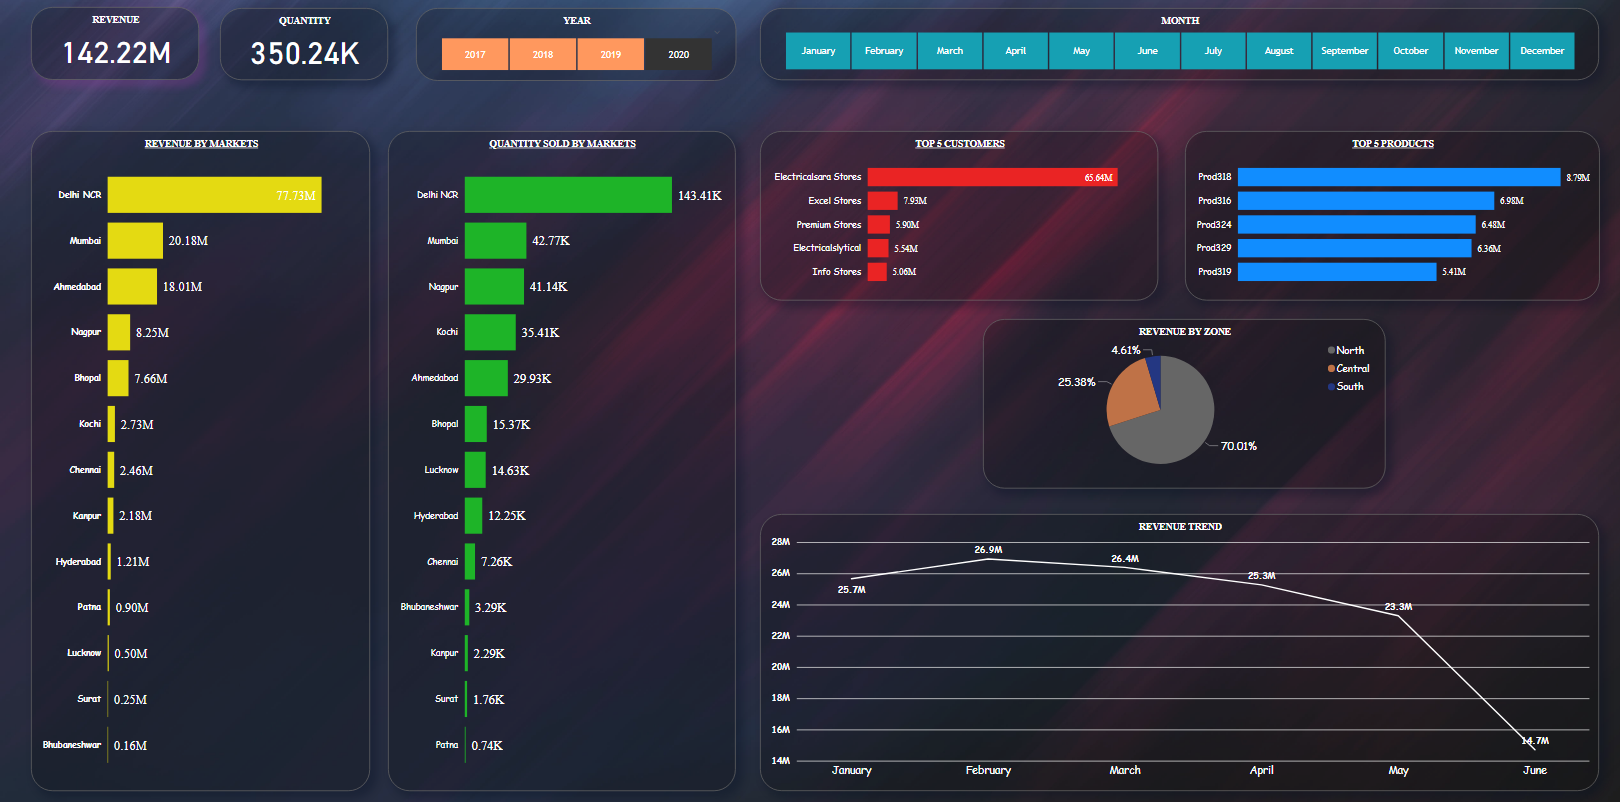 REVENUE
142.22M
QUANTITY
350.24K
YEAR
2017 2018 2019 2020
MONTH
January February March April May June July August September October November December
REVENUE BY MARKETS
Delhi NCR 77.73M
Mumbai 20.18M
Ahmedabad 18.01M
Nagpur 8.25M
Bhopal 7.66M
Kochi 2.73M
Chennai 2.46M
Kanpur 2.18M
Hyderabad 1.21M
Patna 0.90M
Lucknow 0.50M
Surat 0.25M
Bhubaneshwar 0.16M
QUANTITY SOLD BY MARKETS
Delhi NCR 143.41K
Mumbai 42.77K
Nagpur 41.14K
Kochi 35.41K
Ahmedabad 29.93K
Bhopal 15.37K
Lucknow 14.63K
Hyderabad 12.25K
Chennai 7.26K
Bhubaneshwar 3.29K
Kanpur 2.29K
Surat 1.76K
Patna 0.74K
TOP 5 CUSTOMERS
Electricalsara Stores 65.64M
Excel Stores 7.93M
Premium Stores 5.90M
Electricalslytical 5.54M
Info Stores 5.06M
TOP 5 PRODUCTS
Prod318 8.79M
Prod316 6.98M
Prod324 6.48M
Prod329 6.36M
Prod319 5.41M
REVENUE BY ZONE
4.61%
25.38%
70.01%
North
Central
South
REVENUE TREND
28M
26M
24M
22M
20M
18M
16M
14M
25.7M
26.9M
26.4M
25.3M
23.3M
14.7M
January February March April May June